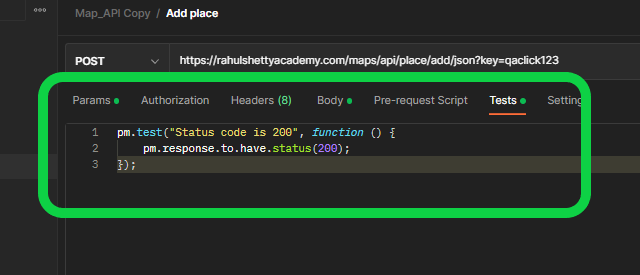 Map_API Copy / Add place
POST https://rahulshettyacademy.com/maps/api/place/add/json?key=qaclick123
Params Authorization Headers (8) Body Pre-request Script Tests Setting
1 pm.test("Status code is 200", function () {
2 pm.response.to.have.status(200);
3 });